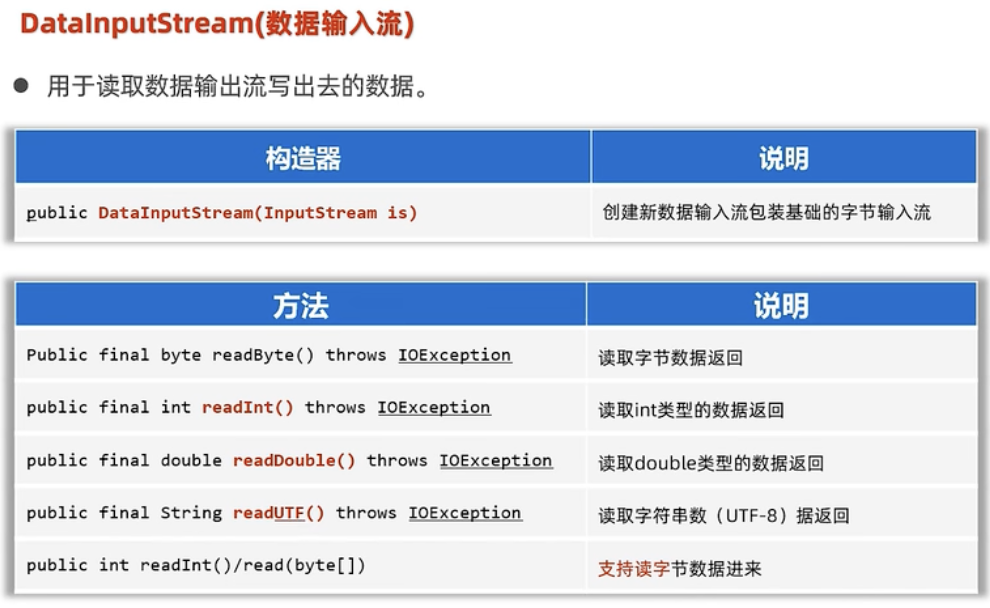 DataInputStream(数据输入流)
● 用于读取数据输出流写出去的数据。
构造器 说明
public DataInputStream(InputStream is) 创建新数据输入流包装基础的字节输入流
方法 说明
Public final byte readByte() throws IOException 读取字节数据返回
public final int readInt() throws IOException 读取int类型的数据返回
public final double readDouble() throws IOException 读取double类型的数据返回
public final String readUTF() throws IOException 读取字符串数（UTF-8）据返回
public int readInt()/read(byte[]) 支持读字节数据进来